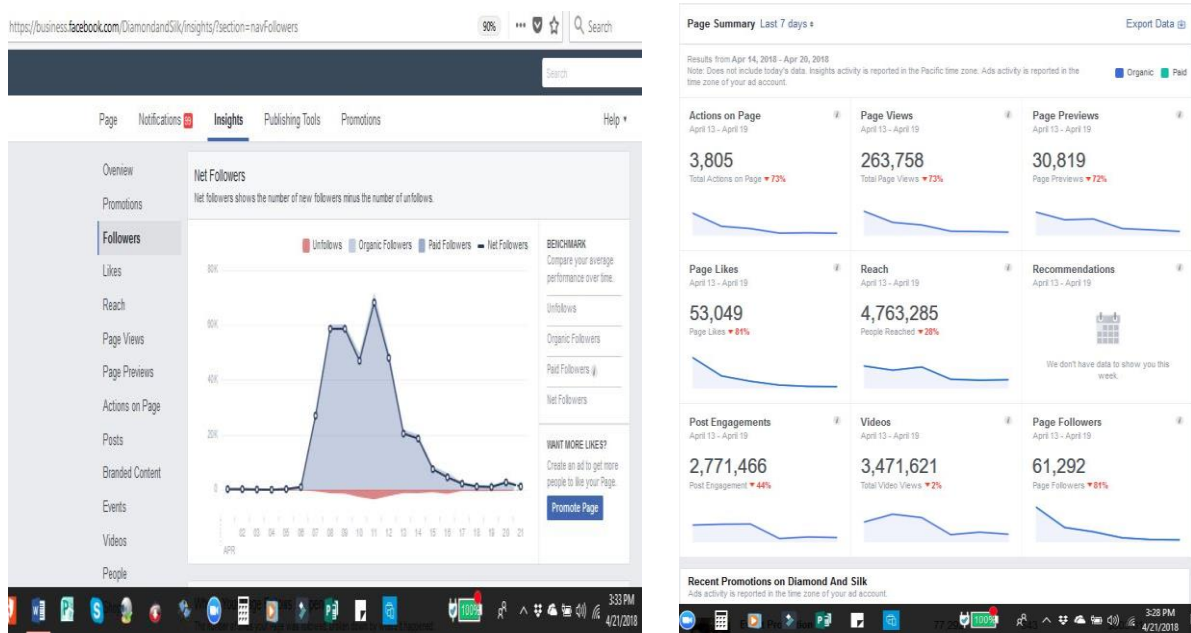 https://business.facebook.com/DiamondandSilk/insights/?section=navFollowers
90%
Search
Search
Page Notifications 99 Insights Publishing Tools Promotions Help
Overview
Promotions
Followers
Likes
Reach
Page Views
Page Previews
Actions on Page
Posts
Branded Content
Events
Videos
People
Net Followers
Net followers shows the number of new followers minus the number of unfollows.
Unfollows Organic Followers Paid Followers Net Followers
80K
60K
40K
20K
0
02 03 04 05 06 07 08 09 10 11 12 13 14 15 16 17 18 19 20 21
APR
BENCHMARK
Compare your average
performance over time.
Unfollows
Organic Followers
Paid Followers
Net Followers
WANT MORE LIKES?
Create an ad to get more
people to like your Page.
Promote Page
100%
3:33 PM
4/21/2018
Page Summary Last 7 days
Export Data
Results from Apr 14, 2018 - Apr 20, 2018
Note: Does not include today's data. Insights activity is reported in the Pacific time zone. Ads activity is reported in the
time zone of your ad account.
Organic Paid
Actions on Page
April 13 - April 19
3,805
Total Actions on Page 73%
Page Views
April 13 - April 19
263,758
Total Page Views 73%
Page Previews
April 13 - April 19
30,819
Page Previews 72%
Page Likes
April 13 - April 19
53,049
Page Likes 81%
Reach
April 13 - April 19
4,763,285
People Reached 28%
Recommendations
April 13 - April 19
We don't have data to show you this
week.
Post Engagements
April 13 - April 19
2,771,466
Post Engagement 44%
Videos
April 13 - April 19
3,471,621
Total Video Views 2%
Page Followers
April 13 - April 19
61,292
Page Followers 81%
Recent Promotions on Diamond And Silk
Ads activity is reported in the time zone of your ad account.
100%
3:28 PM
4/21/2018